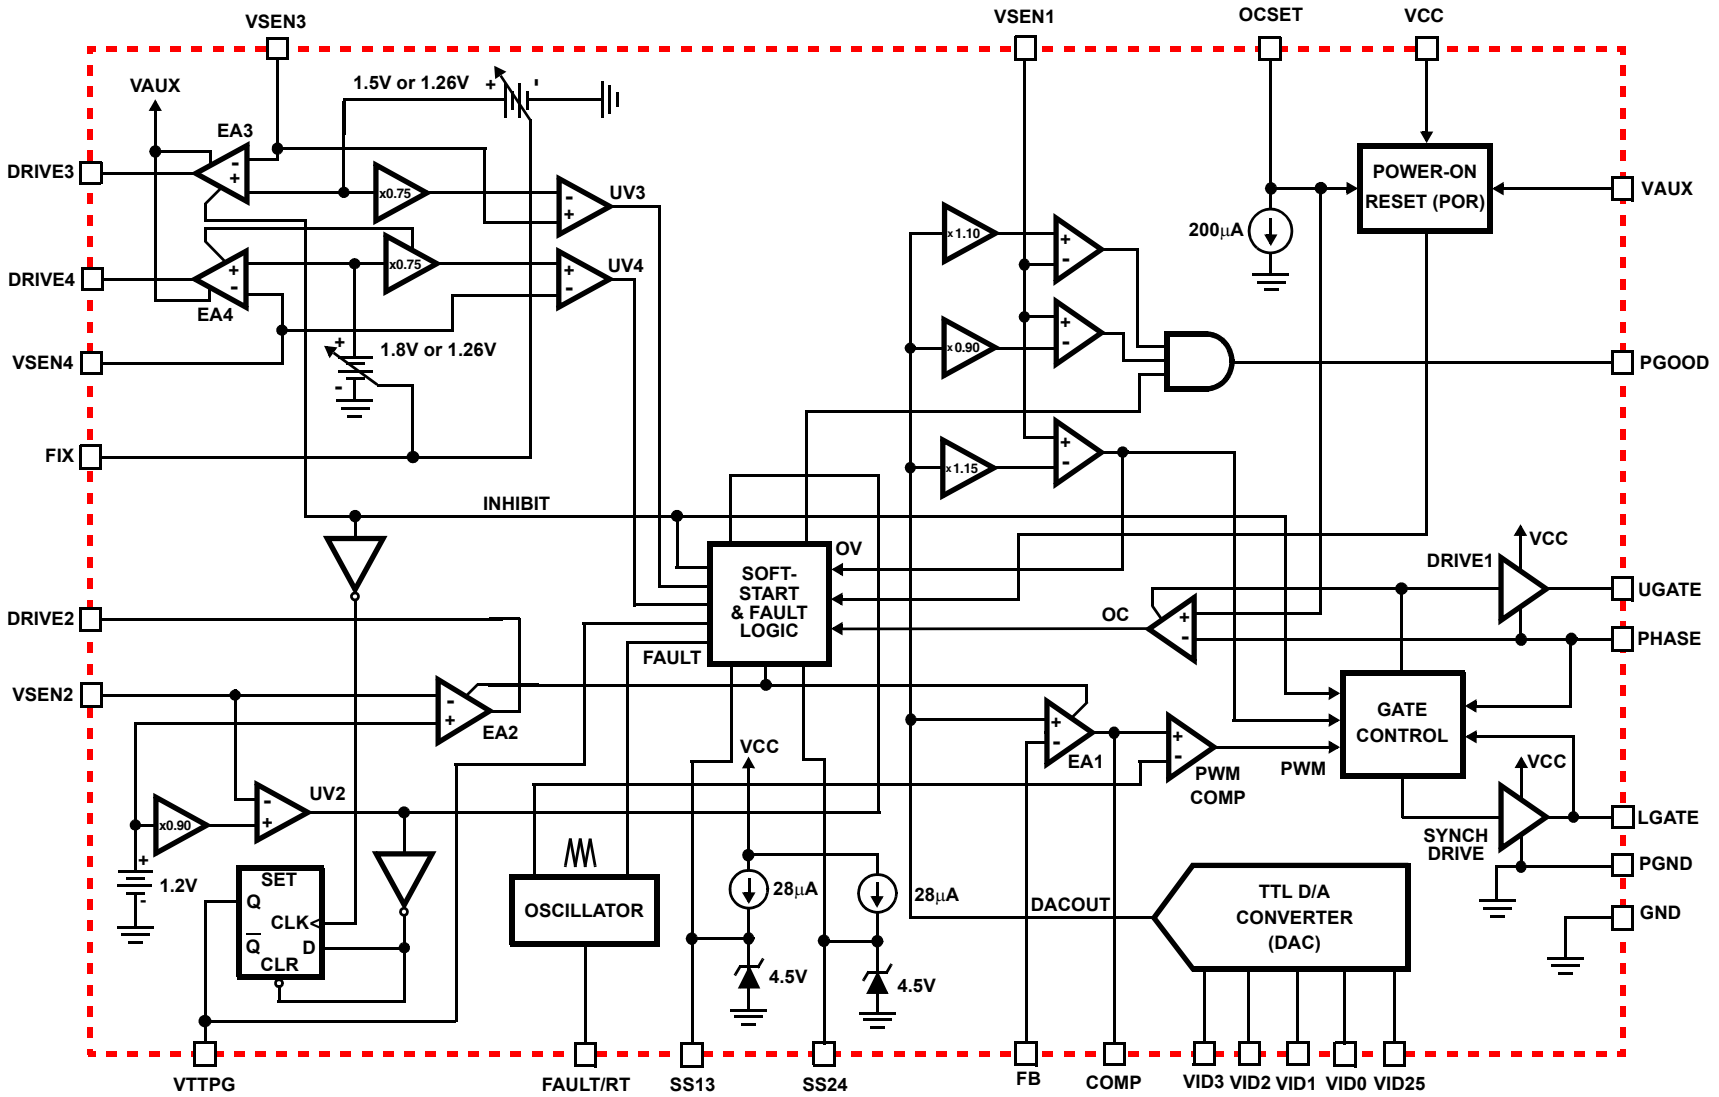 VSEN3
VSEN1
OCSET
VCC
VAUX
1.5V or 1.26V
+
'
EA3
DRIVE3
-
+
x0.75
-
+
UV3
POWER-ON
RESET (POR)
VAUX
200µA
x 1.10
+
-
DRIVE4
+
-
EA4
x0.75
+
-
UV4
+
1.8V or 1.26V
-
VSEN4
x 0.90
+
-
PGOOD
FIX
x 1.15
+
-
INHIBIT
OV
SOFT-
START
& FAULT
LOGIC
FAULT
OC
+
-
DRIVE1
VCC
UGATE
PHASE
DRIVE2
VSEN2
-
+
EA2
+
-
EA1
+
-
PWM
COMP
PWM
GATE
CONTROL
VCC
VCC
LGATE
SYNCH
DRIVE
PGND
GND
UV2
-
+
x0.90
+
1.2V
-
SET
Q
CLK
Q
D
CLR
OSCILLATOR
28µA
28µA
4.5V
4.5V
DACOUT
TTL D/A
CONVERTER
(DAC)
VTTPG
FAULT/RT
SS13
SS24
FB
COMP
VID3
VID2
VID1
VID0
VID25